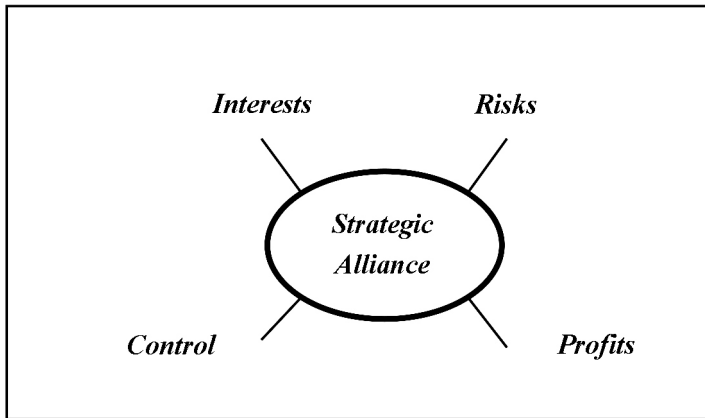 Interests
Risks
Strategic
Alliance
Control
Profits